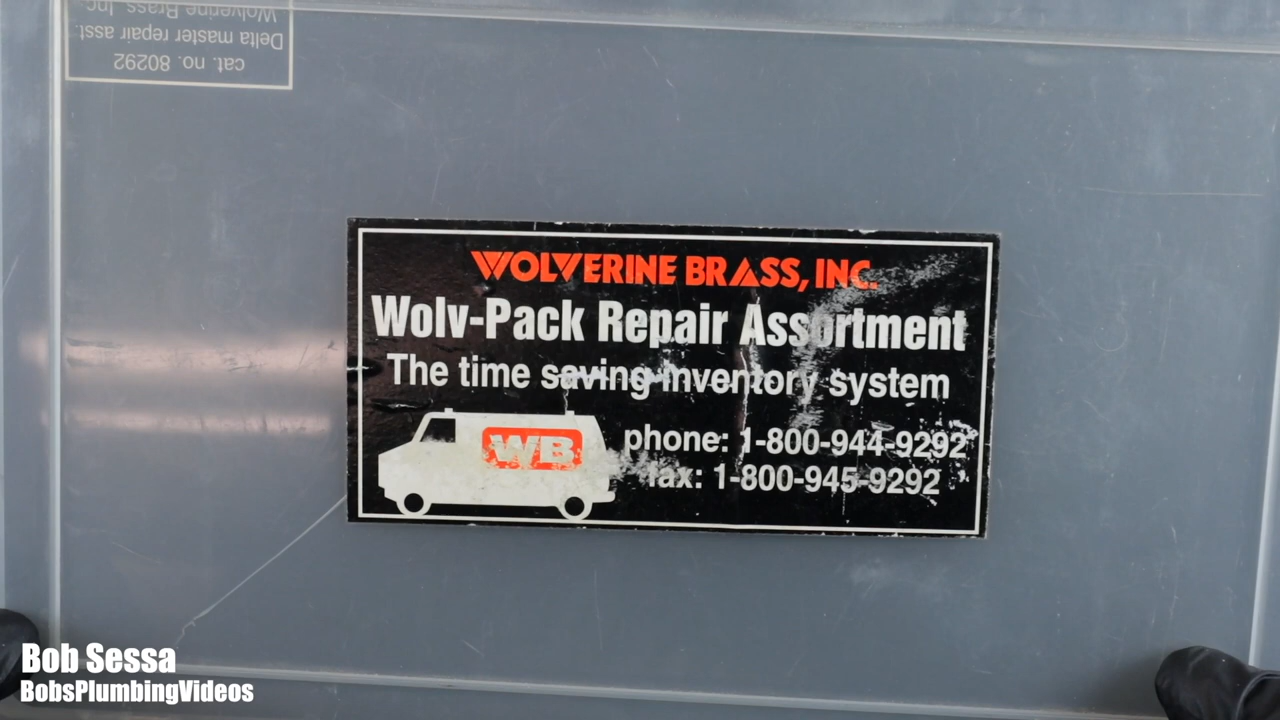 Wolverine Brass, Inc.
Delta master repair asst.
cat. no. 80292
WOLVERINE BRASS, INC.
Wolv-Pack Repair Assortment
The time saving inventory system
WB
phone: 1-800-944-9292
fax: 1-800-945-9292
Bob Sessa
BobsPlumbingVideos